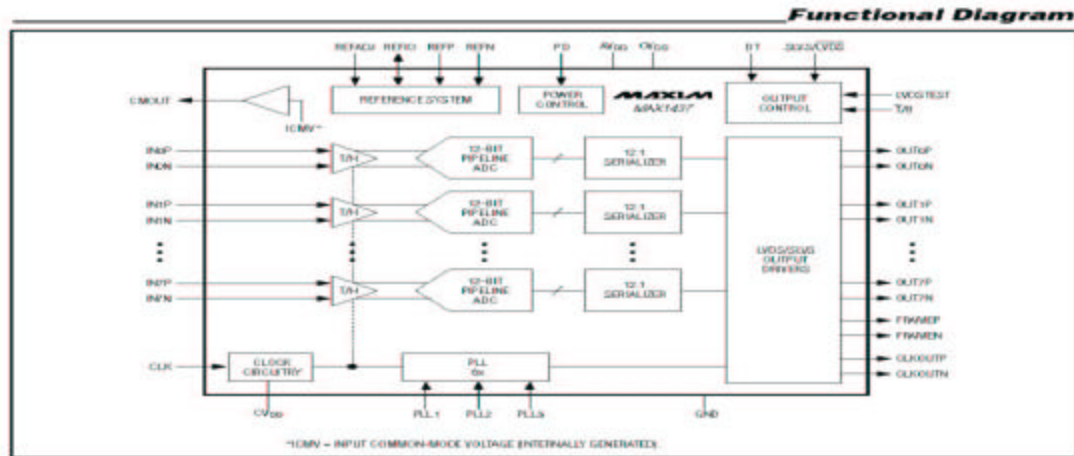 Functional Diagram
REFADJ REFIO REFP REFN PD AVDD OVDD DT SLVS/LVDS
CMOUT
ICMV*
REFERENCE SYSTEM
POWER CONTROL
MAXIM
MAX1437
OUTPUT CONTROL
LVDSTEST
T/B
IN0P
IN0N
T/H
12-BIT PIPELINE ADC
12:1 SERIALIZER
OUT0P
OUT0N
IN1P
IN1N
T/H
12-BIT PIPELINE ADC
12:1 SERIALIZER
OUT1P
OUT1N
LVDS/SLVS OUTPUT DRIVERS
IN7P
IN7N
T/H
12-BIT PIPELINE ADC
12:1 SERIALIZER
OUT7P
OUT7N
FRAMEP
FRAMEN
CLK
CLOCK CIRCUITRY
PLL 6x
CLKOUTP
CLKOUTN
CVDD
PLL1 PLL2 PLL3
GND
*ICMV = INPUT COMMON-MODE VOLTAGE (INTERNALLY GENERATED).